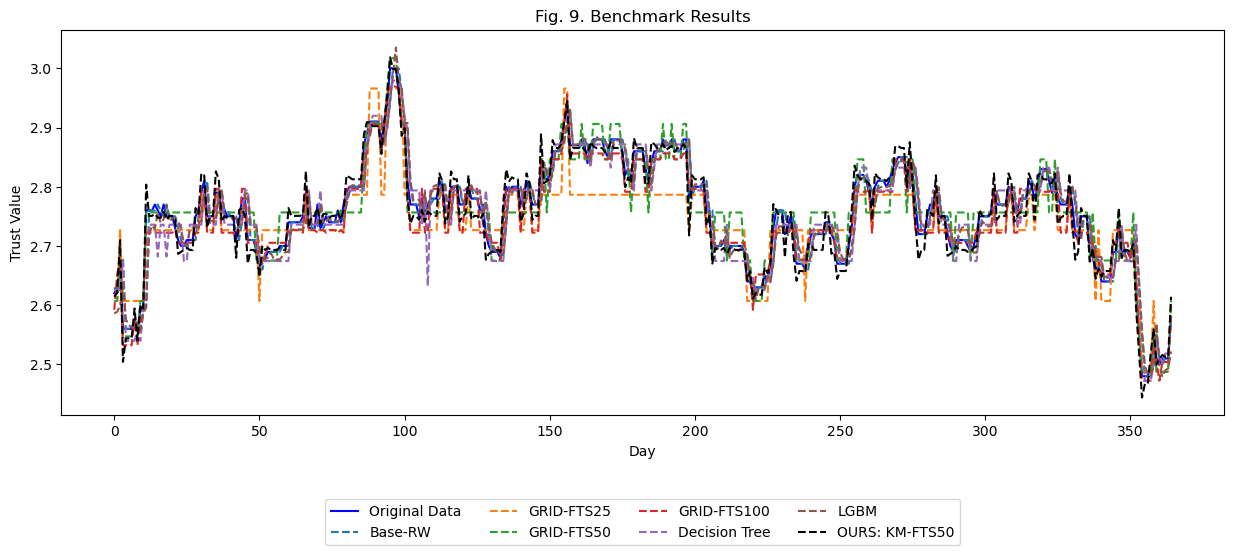 Fig. 9. Benchmark Results
Trust Value
3.0
2.9
2.8
2.7
2.6
2.5
0 50 100 150 200 250 300 350
Day
Original Data GRID-FTS25 GRID-FTS100 LGBM
Base-RW GRID-FTS50 Decision Tree OURS: KM-FTS50